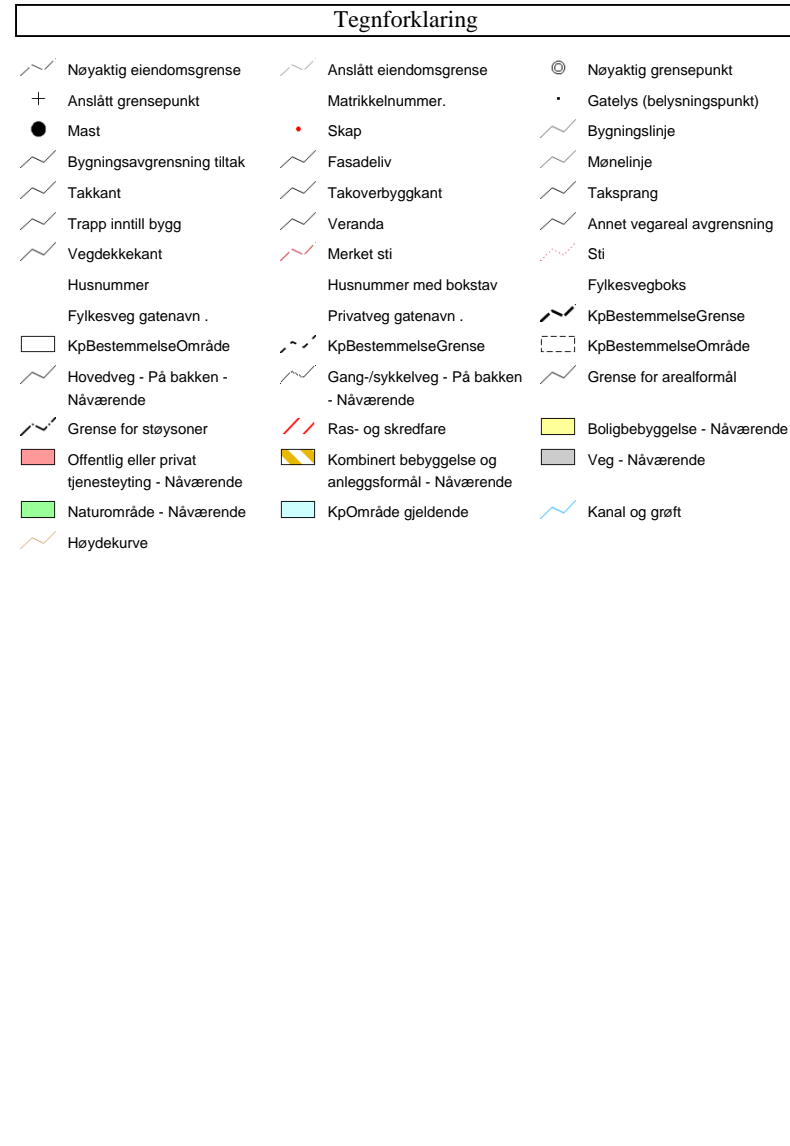 Tegnforklaring
Nøyaktig eiendomsgrense
Anslått eiendomsgrense
Nøyaktig grensepunkt
Anslått grensepunkt
Matrikkelnummer.
Gatelys (belysningspunkt)
Mast
Skap
Bygningslinje
Bygningsavgrensning tiltak
Fasadeliv
Mønelinje
Takkant
Takoverbyggkant
Taksprang
Trapp inntill bygg
Veranda
Annet vegareal avgrensning
Vegdekkekant
Merket sti
Sti
Husnummer
Husnummer med bokstav
Fylkesvegboks
Fylkesveg gatenavn .
Privatveg gatenavn .
KpBestemmelseGrense
KpBestemmelseOmråde
KpBestemmelseGrense
KpBestemmelseOmråde
Hovedveg - På bakken -
Nåværende
Gang-/sykkelveg - På bakken
- Nåværende
Grense for arealformål
Grense for støysoner
Ras- og skredfare
Boligbebyggelse - Nåværende
Offentlig eller privat
tjenesteyting - Nåværende
Kombinert bebyggelse og
anleggsformål - Nåværende
Veg - Nåværende
Naturområde - Nåværende
KpOmråde gjeldende
Kanal og grøft
Høydekurve